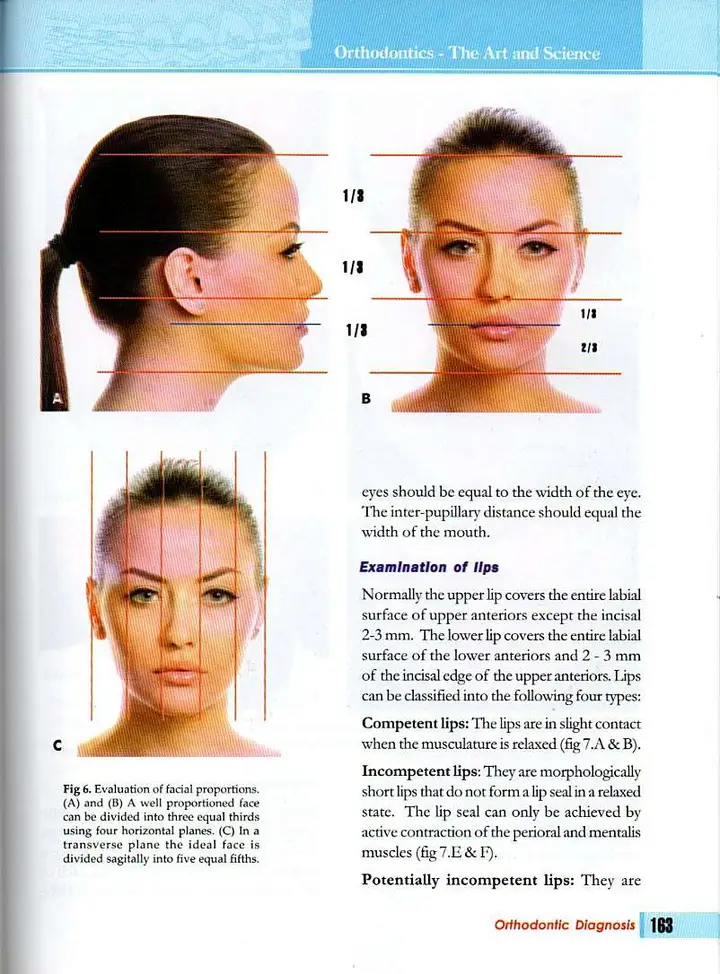 Orthodontics - The Art and Science
1/3
1/3
1/3
A
1/3
2/3
B
C
Fig 6. Evaluation of facial proportions.
(A) and (B) A well proportioned face
can be divided into three equal thirds
using four horizontal planes. (C) In a
transverse plane the ideal face is
divided sagitally into five equal fifths.
eyes should be equal to the width of the eye.
The inter-pupillary distance should equal the
width of the mouth.
Examination of lips
Normally the upper lip covers the entire labial
surface of upper anteriors except the incisal
2-3 mm. The lower lip covers the entire labial
surface of the lower anteriors and 2 - 3 mm
of the incisal edge of the upper anteriors. Lips
can be classified into the following four types:
Competent lips: The lips are in slight contact
when the musculature is relaxed (fig 7.A & B).
Incompetent lips: They are morphologically
short lips that do not form a lip seal in a relaxed
state. The lip seal can only be achieved by
active contraction of the perioral and mentalis
muscles (fig 7.E & F).
Potentially incompetent lips: They are
Orthodontic Diagnosis 163